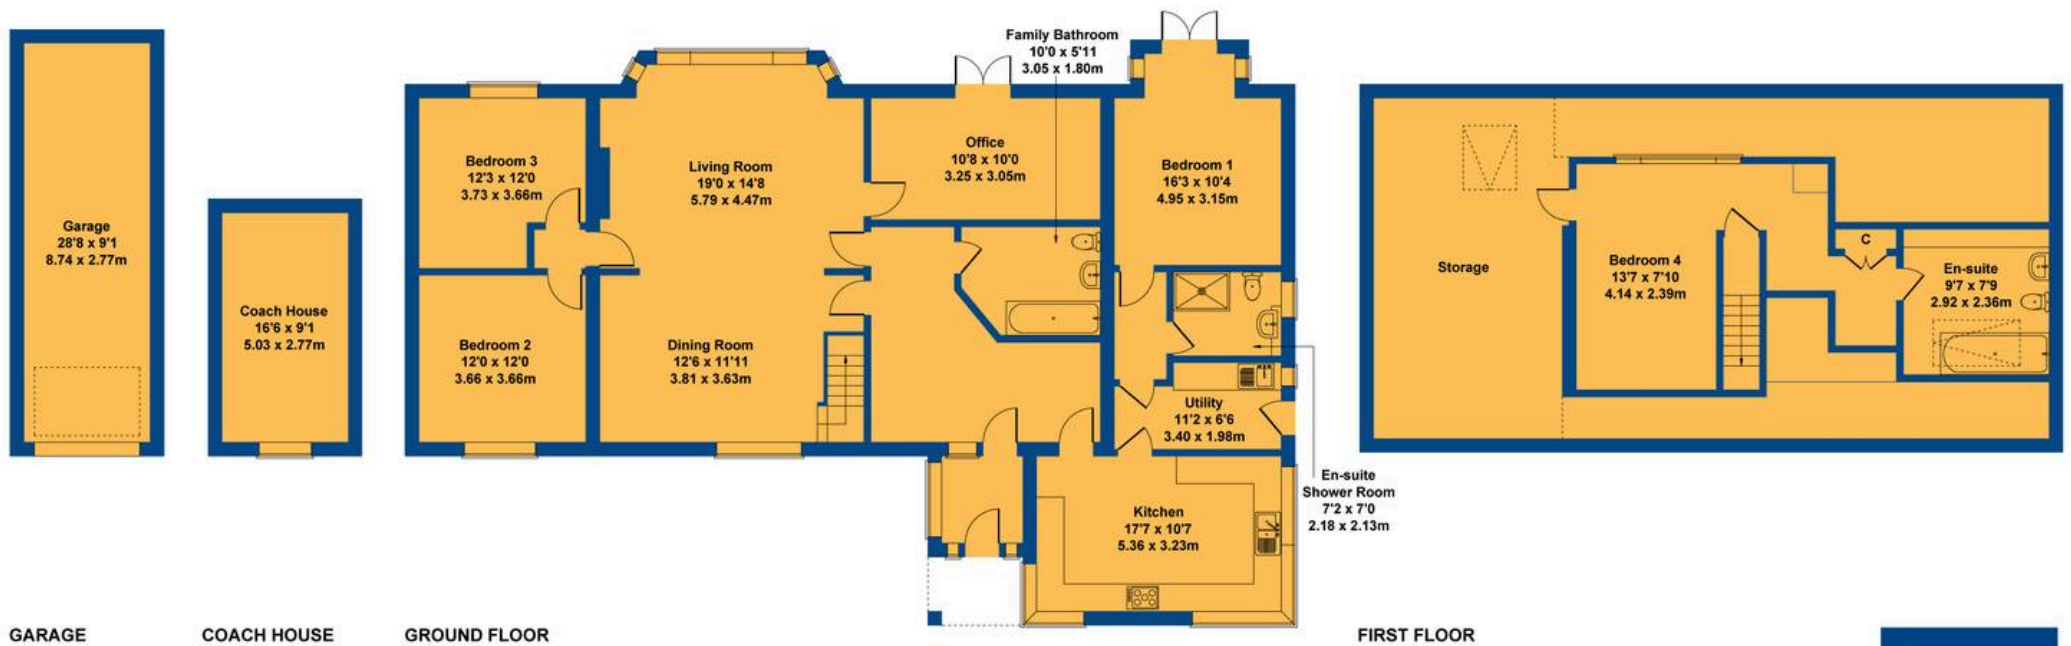 Garage
28'8 x 9'1
8.74 x 2.77m
Coach House
16'6 x 9'1
5.03 x 2.77m
Bedroom 3
12'3 x 12'0
3.73 x 3.66m
Living Room
19'0 x 14'8
5.79 x 4.47m
Office
10'8 x 10'0
3.25 x 3.05m
Family Bathroom
10'0 x 5'11
3.05 x 1.80m
Bedroom 1
16'3 x 10'4
4.95 x 3.15m
Bedroom 2
12'0 x 12'0
3.66 x 3.66m
Dining Room
12'6 x 11'11
3.81 x 3.63m
Utility
11'2 x 6'6
3.40 x 1.98m
En-suite
Shower Room
7'2 x 7'0
2.18 x 2.13m
Kitchen
17'7 x 10'7
5.36 x 3.23m
Storage
Bedroom 4
13'7 x 7'10
4.14 x 2.39m
C
En-suite
9'7 x 7'9
2.92 x 2.36m
GARAGE
COACH HOUSE
GROUND FLOOR
FIRST FLOOR